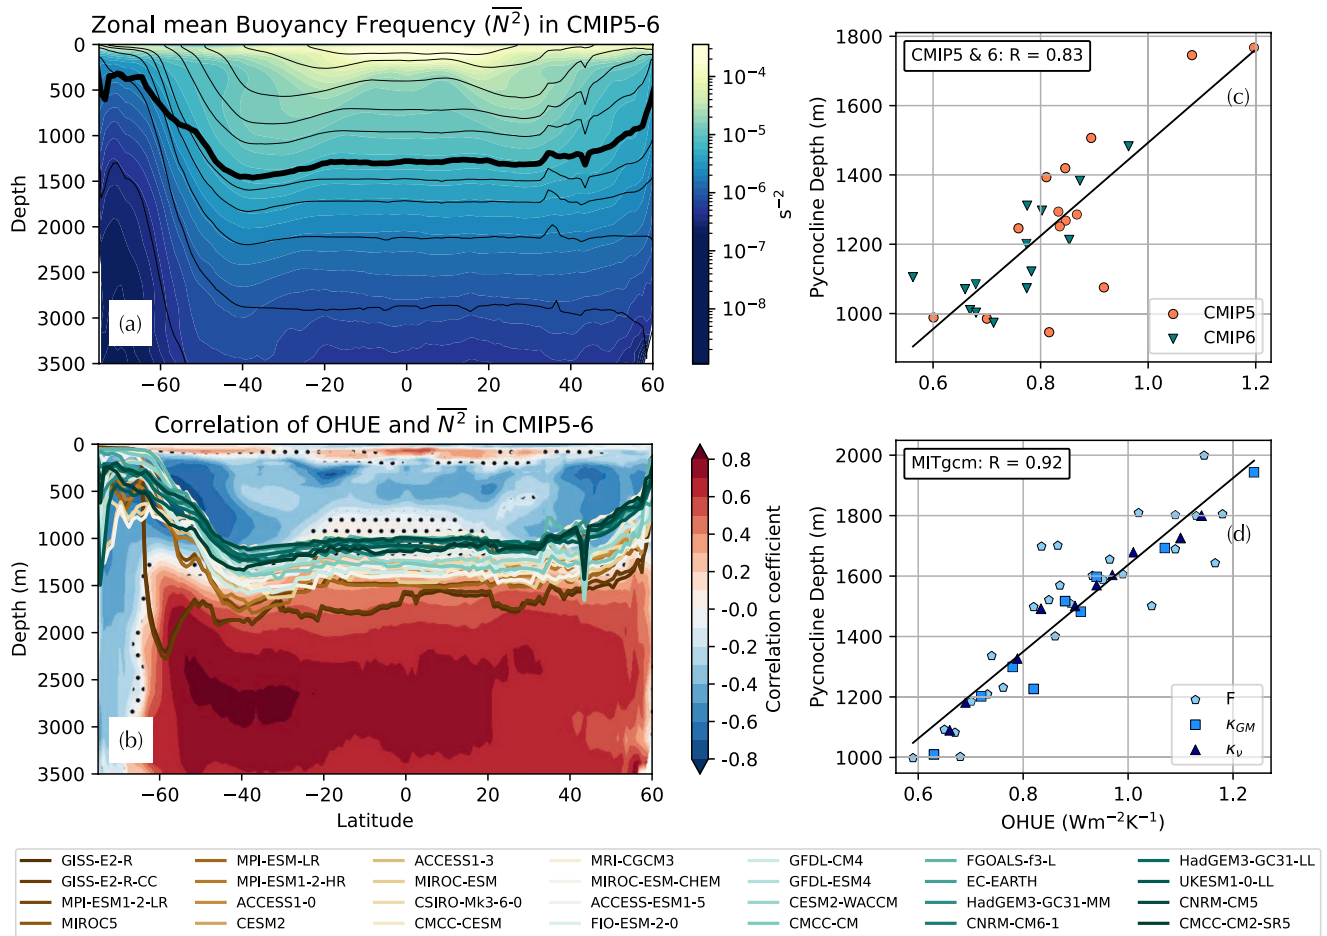 Zonal mean Buoyancy Frequency (N²) in CMIP5-6
0
500
1000
1500
2000
2500
3000
3500
Depth
(a)
−60
−40
−20
0
20
40
60
10⁻⁴
10⁻⁵
10⁻⁶
10⁻⁷
10⁻⁸
s⁻²
1800
1600
1400
1200
1000
Pycnocline Depth (m)
CMIP5 & 6: R = 0.83
(c)
CMIP5
CMIP6
0.6
0.8
1.0
1.2
Correlation of OHUE and N² in CMIP5-6
0
500
1000
1500
2000
2500
3000
3500
Depth (m)
(b)
−60
−40
−20
0
20
40
60
Latitude
0.8
0.6
0.4
0.2
-0.0
-0.2
-0.4
-0.6
-0.8
Correlation coefficient
2000
1800
1600
1400
1200
1000
Pycnocline Depth (m)
MITgcm: R = 0.92
(d)
F
κGM
κν
0.6
0.8
1.0
1.2
OHUE (Wm⁻²K⁻¹)
GISS-E2-R
GISS-E2-R-CC
MPI-ESM1-2-LR
MIROC5
MPI-ESM-LR
MPI-ESM1-2-HR
ACCESS1-0
CESM2
ACCESS1-3
MIROC-ESM
CSIRO-Mk3-6-0
CMCC-CESM
MRI-CGCM3
MIROC-ESM-CHEM
ACCESS-ESM1-5
FIO-ESM-2-0
GFDL-CM4
GFDL-ESM4
CESM2-WACCM
CMCC-CM
FGOALS-f3-L
EC-EARTH
HadGEM3-GC31-MM
CNRM-CM6-1
HadGEM3-GC31-LL
UKESM1-0-LL
CNRM-CM5
CMCC-CM2-SR5